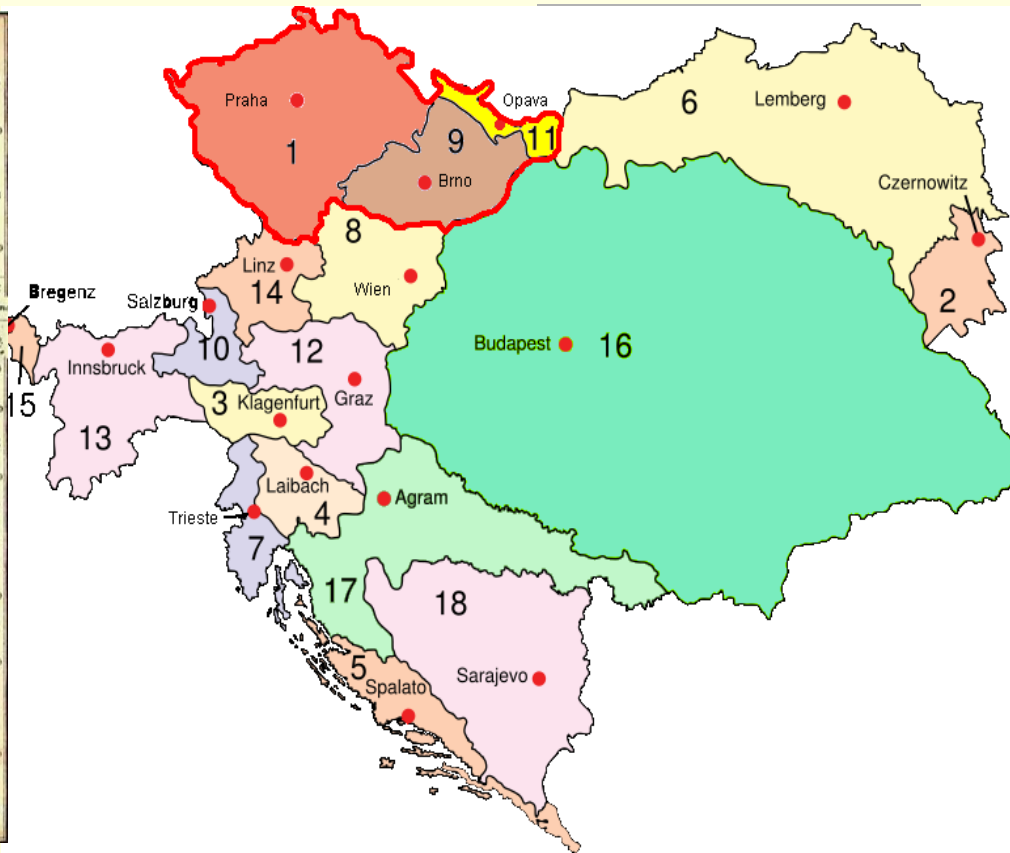 6
Lemberg
Praha
Opava
11
9
1
Brno
Czernowitz
8
Linz
14
Wien
Bregenz
Salzburg
2
10
12
Budapest
16
Innsbruck
15
3
Klagenfurt
Graz
13
Laibach
Agram
4
Trieste
7
17
18
5
Sarajevo
Spalato